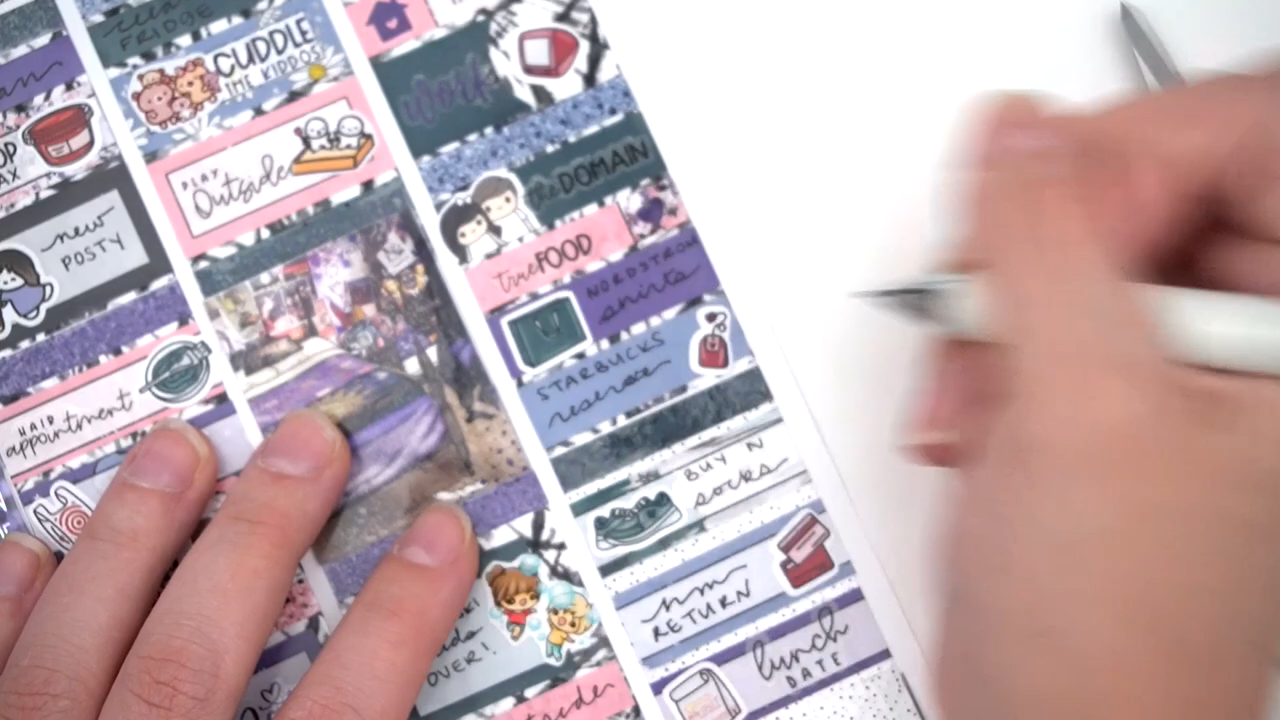 FRIDGE
CUDDLE
THE KIDDOS
PLAY
Outside
new
POSTY
HAIR
appointment
OVER!
work
the DOMAIN
true FOOD
NORDSTROM
shirts
STARBUCKS
reserve
BUY N
socks
nm
RETURN
lunch
DATE